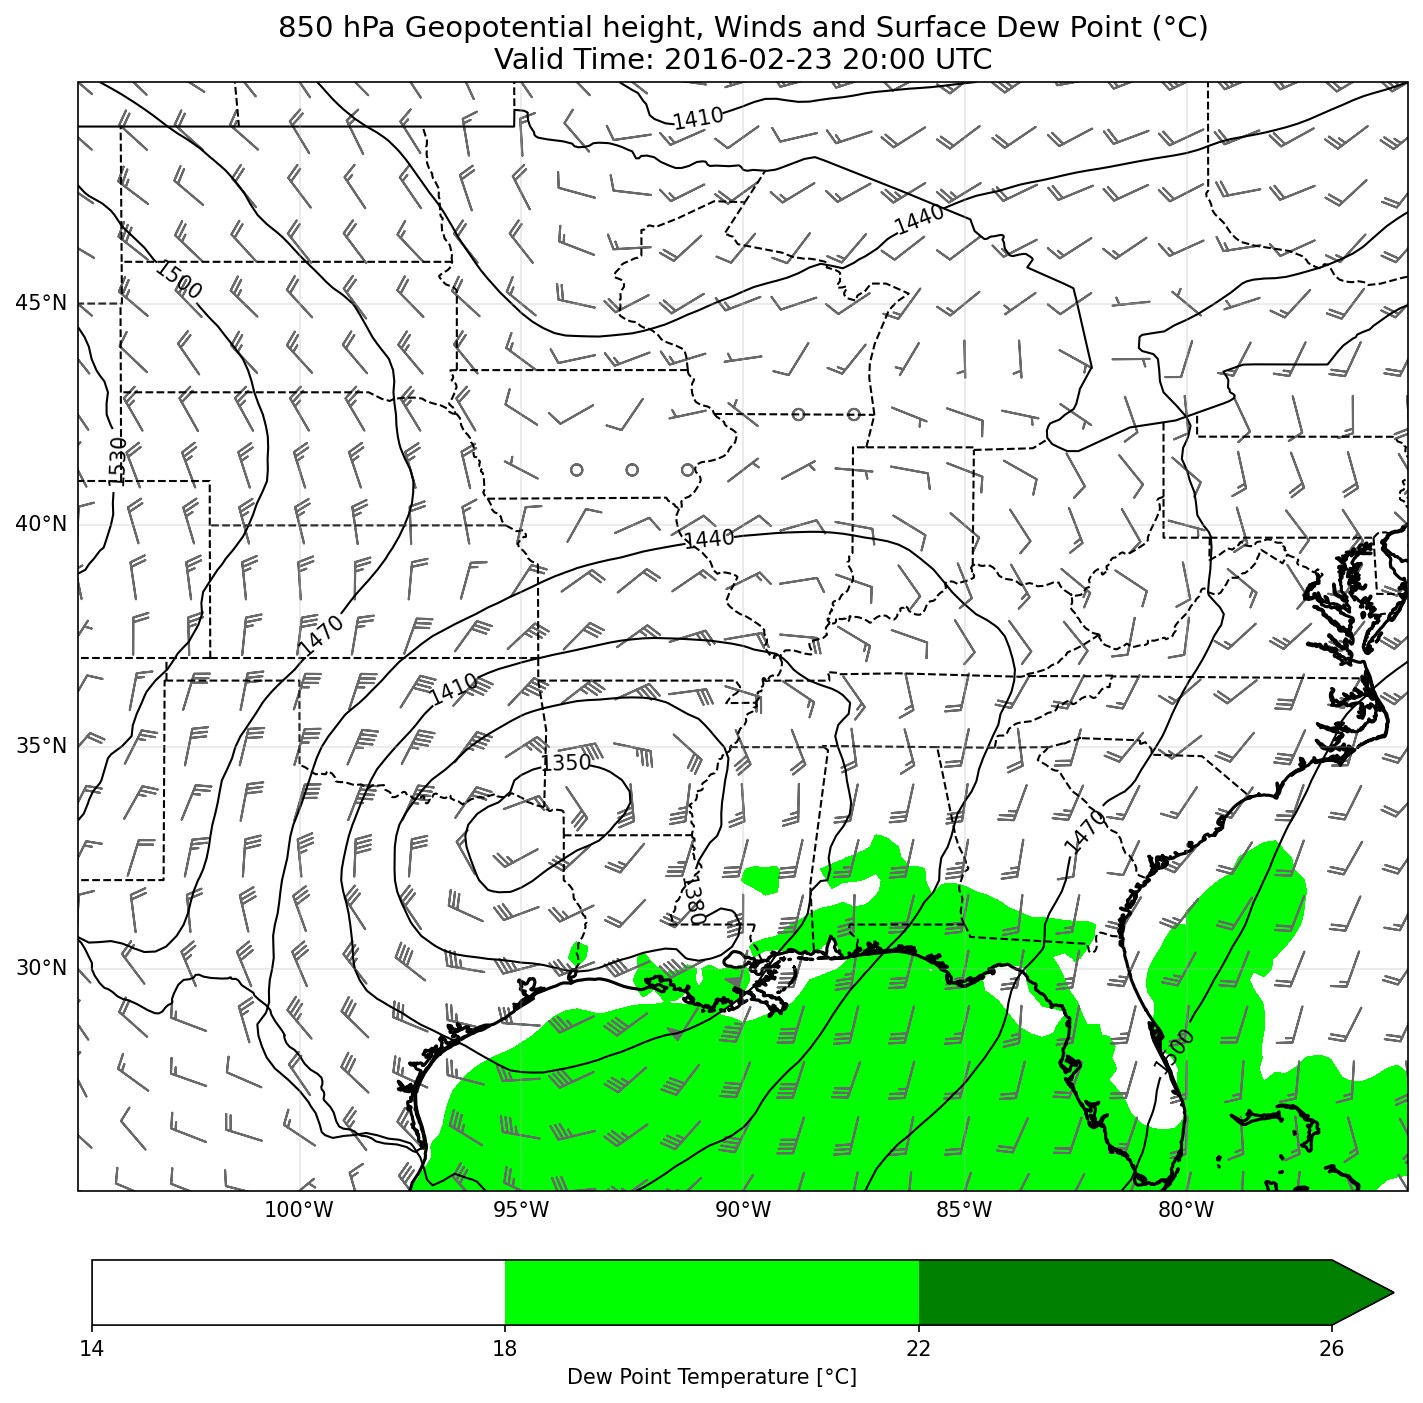 850 hPa Geopotential height, Winds and Surface Dew Point (°C)
Valid Time: 2016-02-23 20:00 UTC
1410
1440
1500
45°N
1530
40°N
1440
1470
1410
35°N
1350
1470
1380
30°N
1500
100°W 95°W 90°W 85°W 80°W
14 18 22 26
Dew Point Temperature [°C]